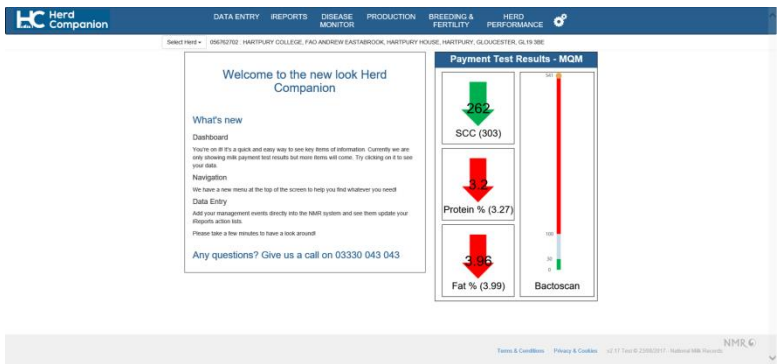 HC Herd Companion
DATA ENTRY iREPORTS DISEASE MONITOR PRODUCTION BREEDING & FERTILITY HERD PERFORMANCE
Select Herd 056762702 : HARTPURY COLLEGE, FAO ANDREW EASTABROOK, HARTPURY HOUSE, HARTPURY, GLOUCESTER, GL19 3BE
Welcome to the new look Herd
Companion
What's new
Dashboard
You're on it! It's a quick and easy way to see key items of information. Currently we are
only showing milk payment test results but more items will come. Try clicking on it to see
your data.
Navigation
We have a new menu at the top of the screen to help you find whatever you need!
Data Entry
Add your management events directly into the NMR system and see them update your
iReports action lists.
Please take a few minutes to have a look around!
Any questions? Give us a call on 03330 043 043
Payment Test Results - MQM
262
SCC (303)
3.2
Protein % (3.27)
3.96
Fat % (3.99)
100
0
Bactoscan
NMR
Terms & Conditions Privacy & Cookies
National Milk Records